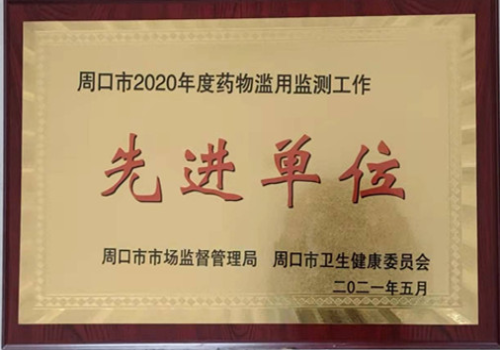 周口市2020年度药物滥用监测工作
先进单位
周口市市场监督管理局 周口市卫生健康委员会
二〇二一年五月